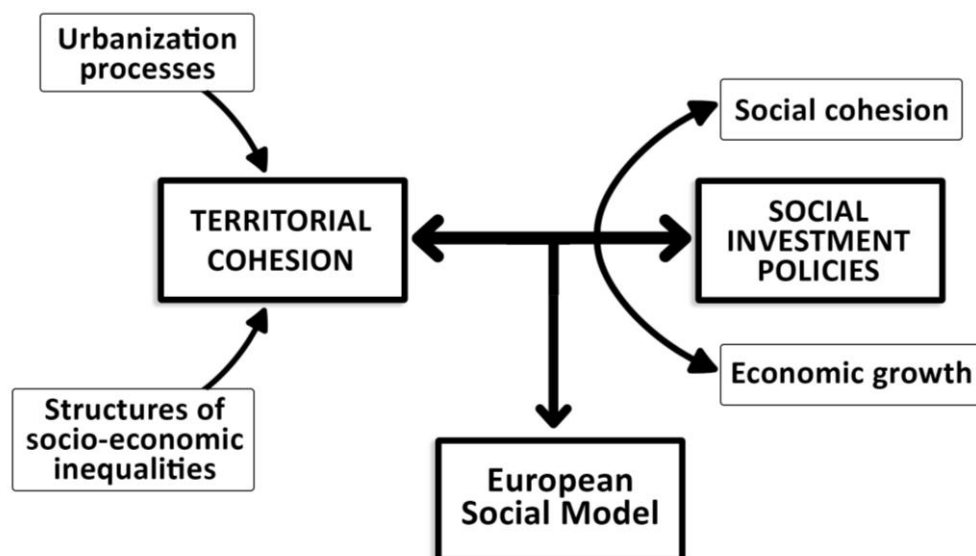 Urbanization
processes
Social cohesion
TERRITORIAL
COHESION
SOCIAL
INVESTMENT
POLICIES
Structures of
socio-economic
inequalities
Economic growth
European
Social Model